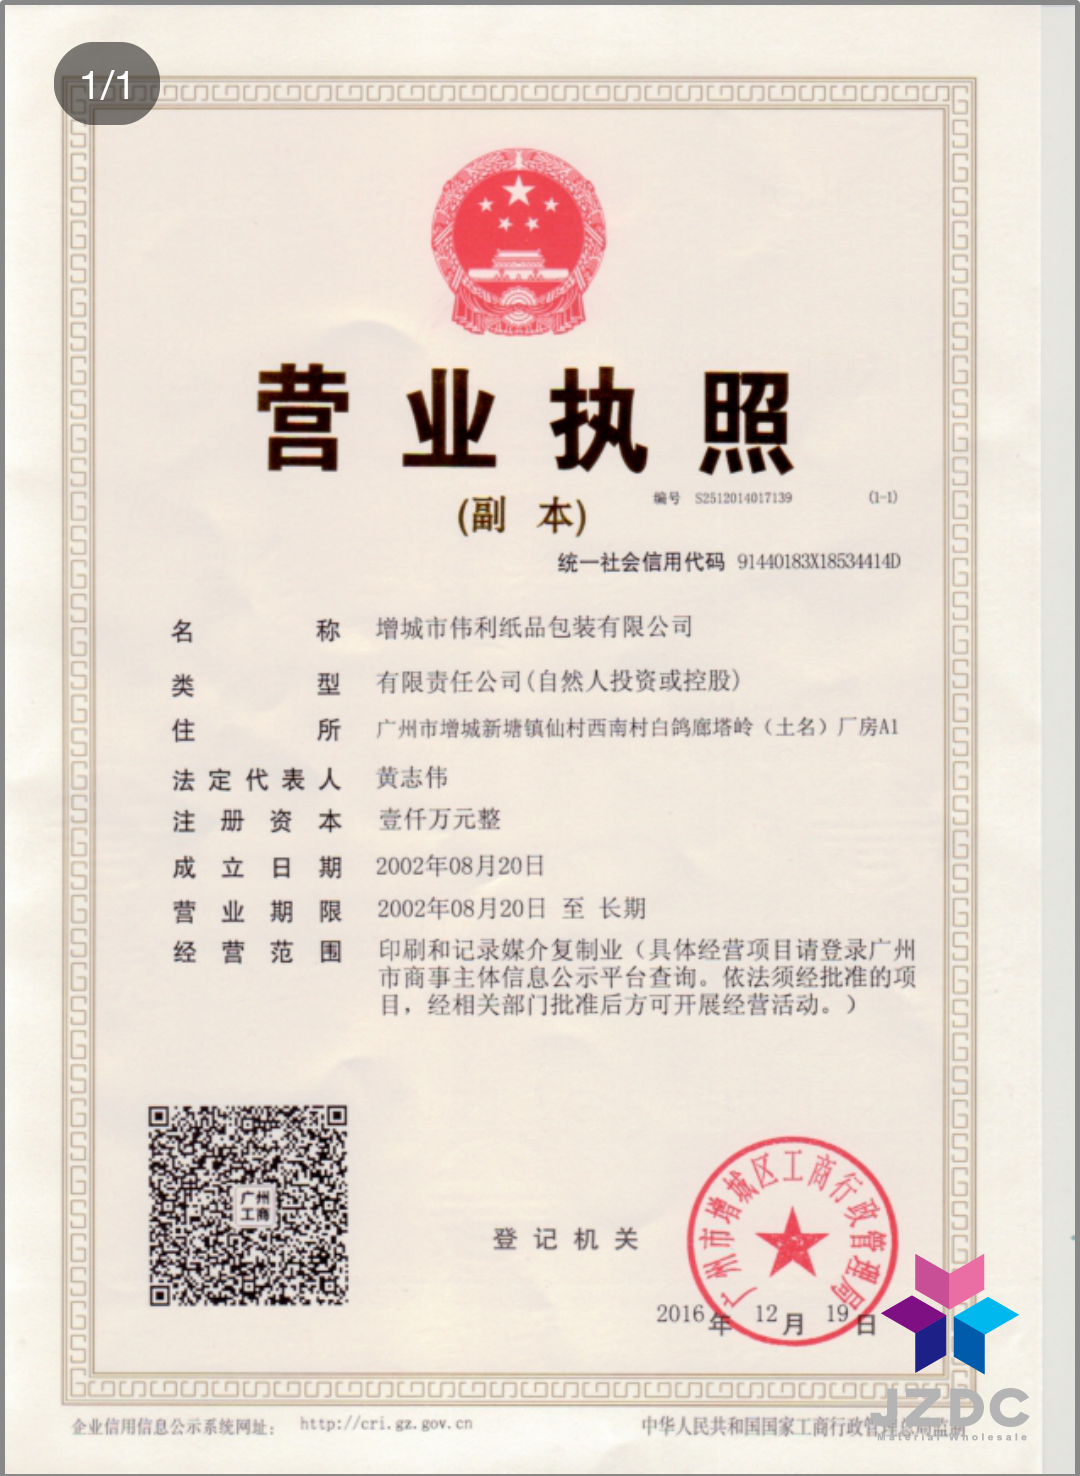 1/1
营业执照
(副 本)
编号 S2512014017139 (1-1)
统一社会信用代码 91440183X18534414D
名称 增城市伟利纸品包装有限公司
类型 有限责任公司(自然人投资或控股)
住所 广州市增城新塘镇仙村西南村白鸽廊塔岭（土名）厂房A1
法定代表人 黄志伟
注册资本 壹仟万元整
成立日期 2002年08月20日
营业期限 2002年08月20日 至 长期
经营范围 印刷和记录媒介复制业（具体经营项目请登录广州
市商事主体信息公示平台查询。依法须经批准的项
目，经相关部门批准后方可开展经营活动。）
广州
工商
登记机关
广州市增城区工商行政管理局
2016年 12月 19日
企业信用信息公示系统网址： http://cri.gz.gov.cn
中华人民共和国国家工商行政管理总局监制
JZDC
Material Wholesale